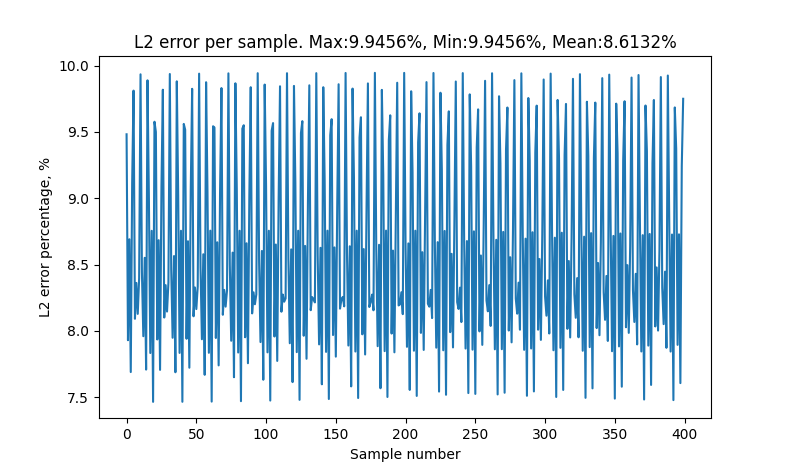 L2 error per sample. Max:9.9456%, Min:9.9456%, Mean:8.6132%
L2 error percentage, %
10.0
9.5
9.0
8.5
8.0
7.5
0 50 100 150 200 250 300 350 400
Sample number